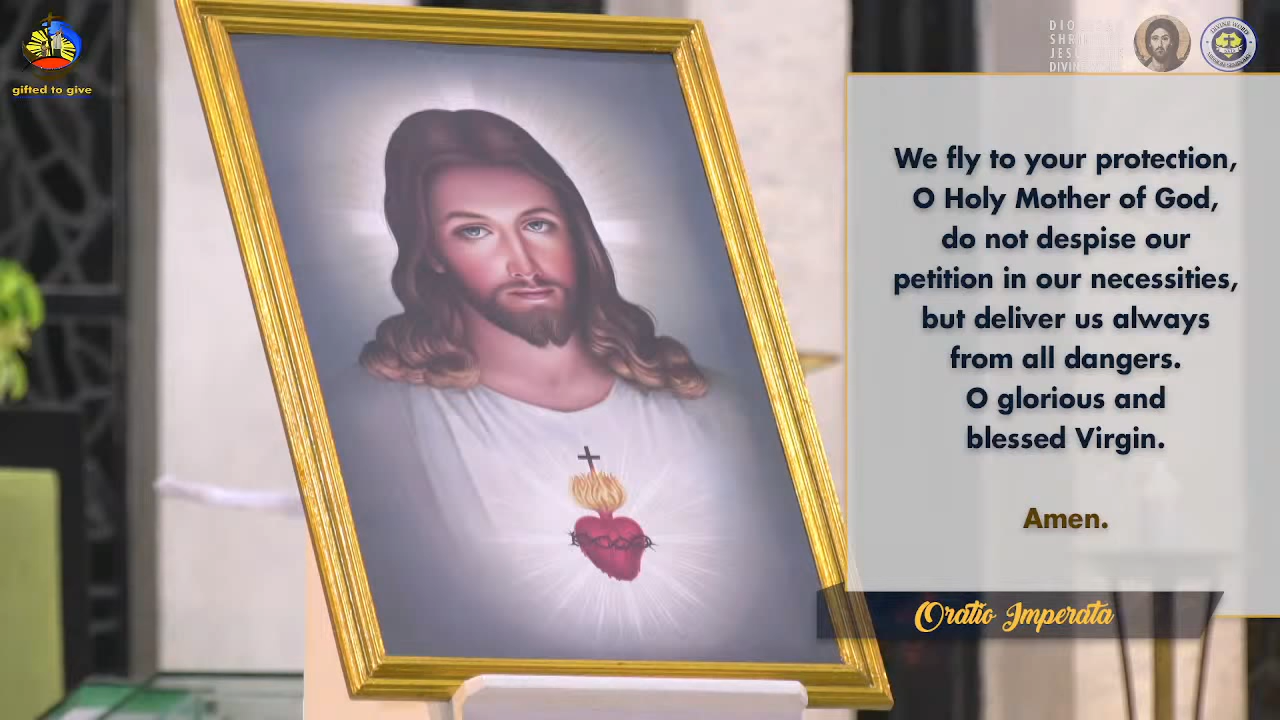 gifted to give
We fly to your protection,
O Holy Mother of God,
do not despise our
petition in our necessities,
but deliver us always
from all dangers.
O glorious and
blessed Virgin.
Amen.
Oratio Imperata